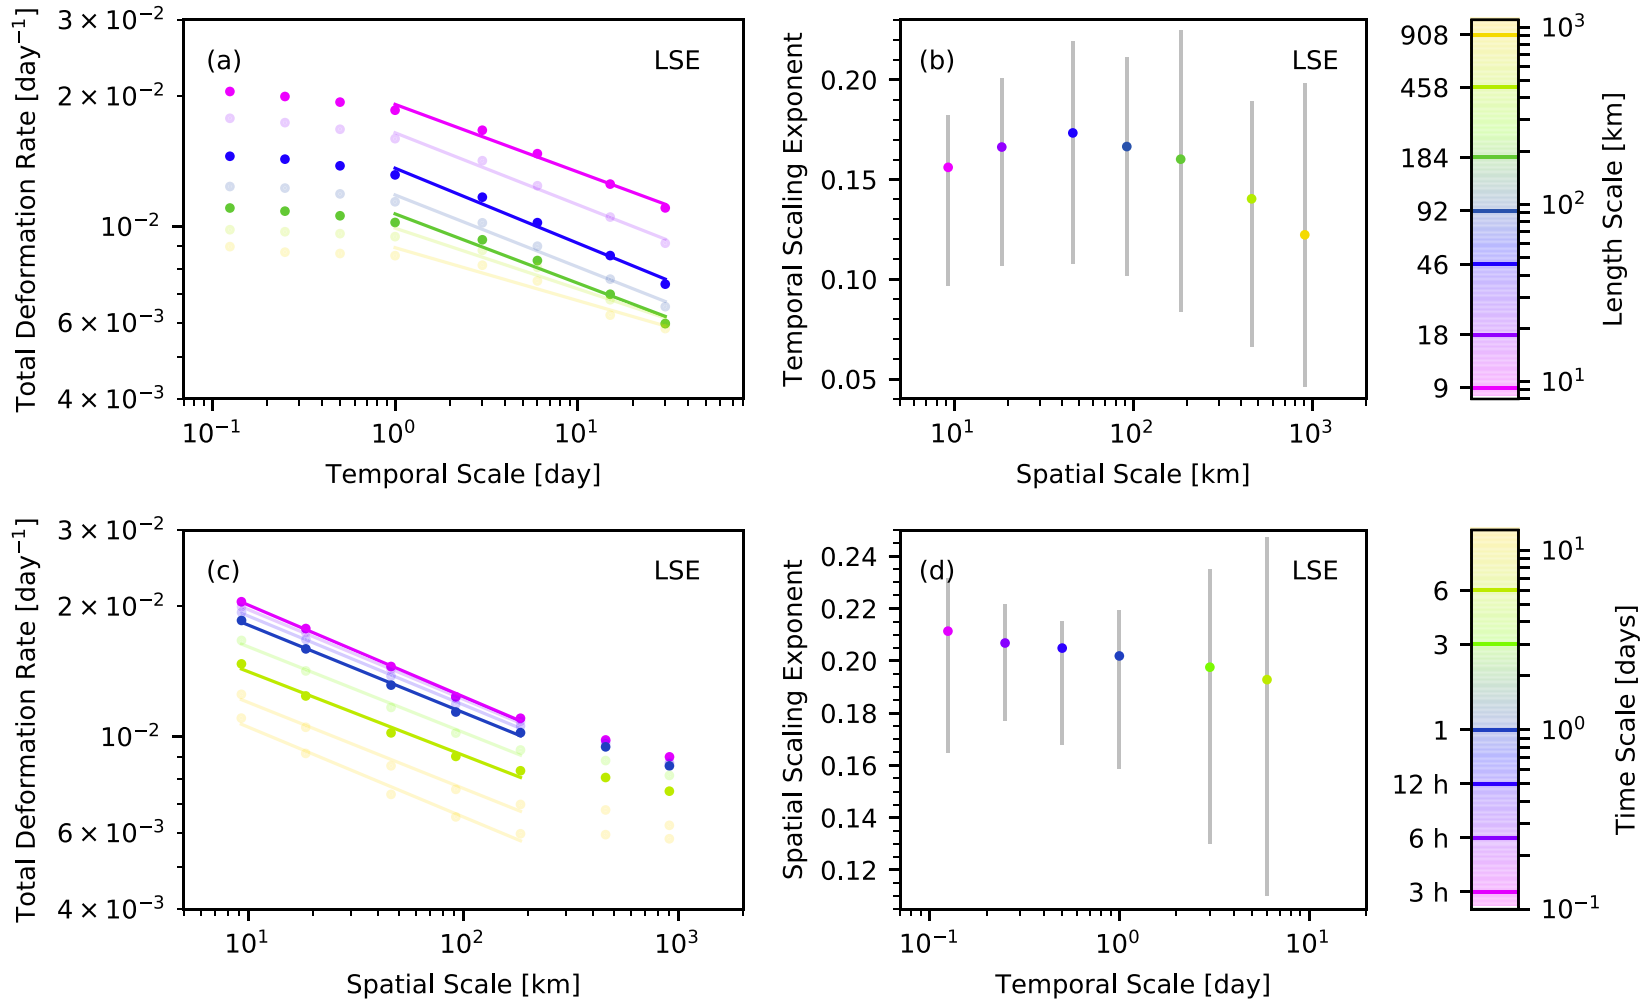 (a)
LSE
Total Deformation Rate [day⁻¹]
3 × 10⁻²
2 × 10⁻²
10⁻²
6 × 10⁻³
4 × 10⁻³
10⁻¹
10⁰
10¹
Temporal Scale [day]
(b)
LSE
Temporal Scaling Exponent
0.20
0.15
0.10
0.05
10¹
10²
10³
Spatial Scale [km]
908
458
184
92
46
18
9
10³
10²
10¹
Length Scale [km]
(c)
LSE
Total Deformation Rate [day⁻¹]
3 × 10⁻²
2 × 10⁻²
10⁻²
6 × 10⁻³
4 × 10⁻³
10¹
10²
10³
Spatial Scale [km]
(d)
LSE
Spatial Scaling Exponent
0.24
0.22
0.20
0.18
0.16
0.14
0.12
10⁻¹
10⁰
10¹
Temporal Scale [day]
6
3
1
12 h
6 h
3 h
10¹
10⁰
10⁻¹
Time Scale [days]